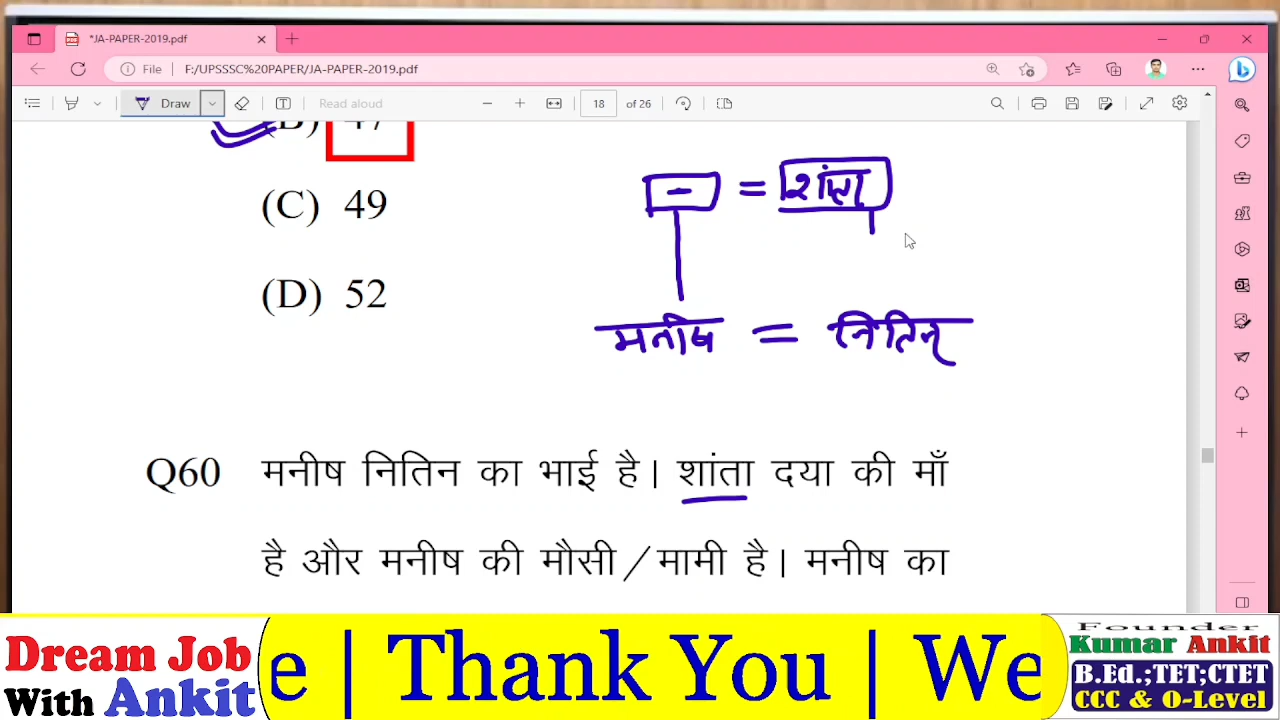 *JA-PAPER-2019.pdf
File F:/UPSSSC%20PAPER/JA-PAPER-2019.pdf
Draw Read aloud 18 of 26
(B) 47
(C) 49
(D) 52
- = शांता
मनीष = नितिन
Q60 मनीष नितिन का भाई है। शांता दया की माँ
है और मनीष की मौसी/मामी है। मनीष का
Dream Job
With Ankit
e | Thank You | We
Founder
Kumar Ankit
B.Ed.;TET;CTET
CCC & O-Level